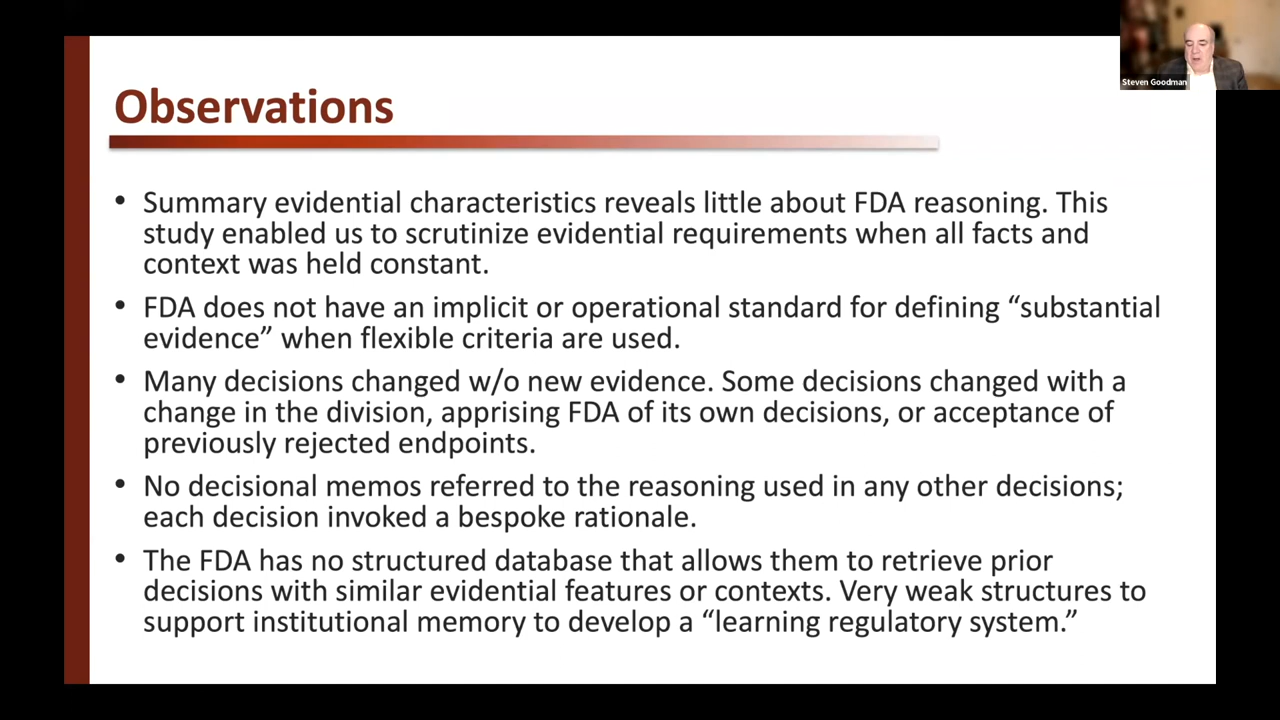 Steven Goodman
Observations
• Summary evidential characteristics reveals little about FDA reasoning. This
study enabled us to scrutinize evidential requirements when all facts and
context was held constant.
• FDA does not have an implicit or operational standard for defining “substantial
evidence” when flexible criteria are used.
• Many decisions changed w/o new evidence. Some decisions changed with a
change in the division, apprising FDA of its own decisions, or acceptance of
previously rejected endpoints.
• No decisional memos referred to the reasoning used in any other decisions;
each decision invoked a bespoke rationale.
• The FDA has no structured database that allows them to retrieve prior
decisions with similar evidential features or contexts. Very weak structures to
support institutional memory to develop a “learning regulatory system.”